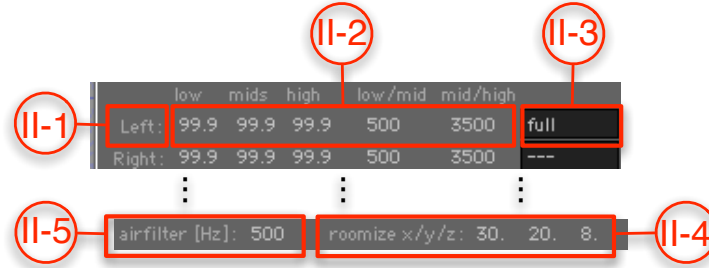 II-2 II-3
low mids high low/mid mid/high
II-1 Left: 99.9 99.9 99.9 500 3500 full
Right: 99.9 99.9 99.9 500 3500 ---
II-5 airfilter [Hz]: 500 roomize x/y/z: 30. 20. 8. II-4